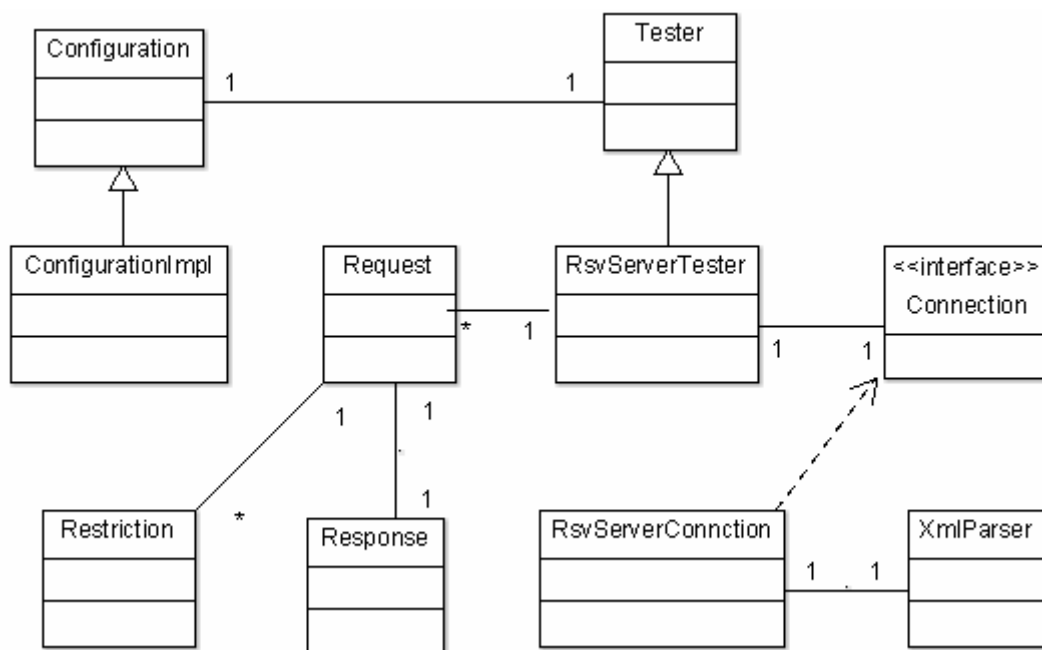 Configuration
Tester
1
1
ConfigurationImpl
Request
RsvServerTester
<<interface>>
Connection
*
1
1
1
1
1
*
1
Restriction
Response
RsvServerConnction
XmlParser
1
1